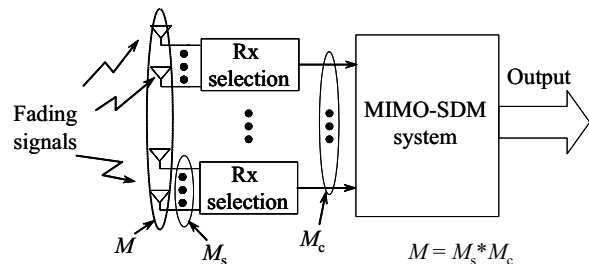 Rx
selection
Fading
signals
Rx
selection
MIMO-SDM
system
Output
M
Ms
Mc
M = Ms*Mc